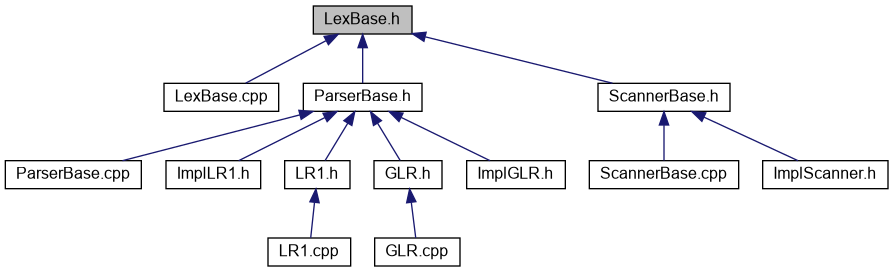 LexBase.h
LexBase.cpp
ParserBase.h
ScannerBase.h
ParserBase.cpp
ImplLR1.h
LR1.h
GLR.h
ImplGLR.h
ScannerBase.cpp
ImplScanner.h
LR1.cpp
GLR.cpp